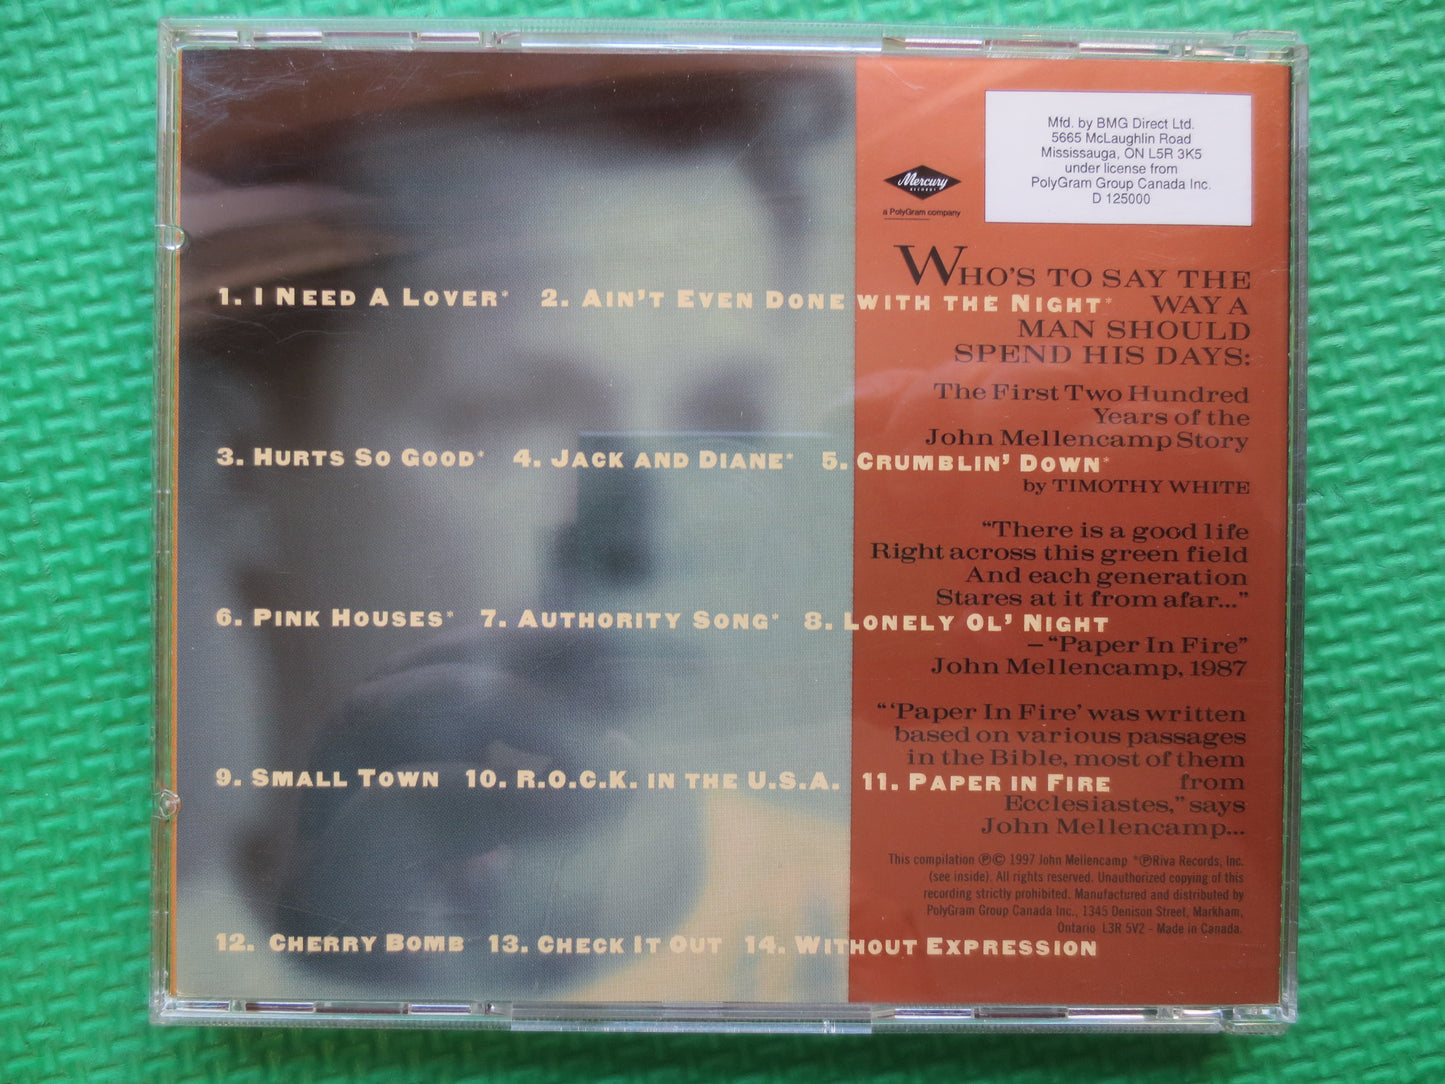 Mfd. by BMG Direct Ltd.
5665 McLaughlin Road
Mississauga, ON L5R 3K5
under license from
PolyGram Group Canada Inc.
D 125000
Mercury
RECORDS
a PolyGram company
WHO'S TO SAY THE
WAY A
MAN SHOULD
SPEND HIS DAYS:
The First Two Hundred
Years of the
John Mellencamp Story
by TIMOTHY WHITE
“There is a good life
Right across this green field
And each generation
Stares at it from afar...”
–“Paper In Fire”
John Mellencamp, 1987
“‘Paper In Fire’ was written
based on various passages
in the Bible, most of them
from
Ecclesiastes,” says
John Mellencamp...
1. I NEED A LOVER* 2. AIN'T EVEN DONE WITH THE NIGHT*
3. HURTS SO GOOD* 4. JACK AND DIANE* 5. CRUMBLIN' DOWN*
6. PINK HOUSES* 7. AUTHORITY SONG* 8. LONELY OL' NIGHT
9. SMALL TOWN 10. R.O.C.K. IN THE U.S.A. 11. PAPER IN FIRE
12. CHERRY BOMB 13. CHECK IT OUT 14. WITHOUT EXPRESSION
This compilation ℗© 1997 John Mellencamp *℗Riva Records, Inc.
(see inside). All rights reserved. Unauthorized copying of this
recording strictly prohibited. Manufactured and distributed by
PolyGram Group Canada Inc., 1345 Denison Street, Markham,
Ontario L3R 5V2 - Made in Canada.